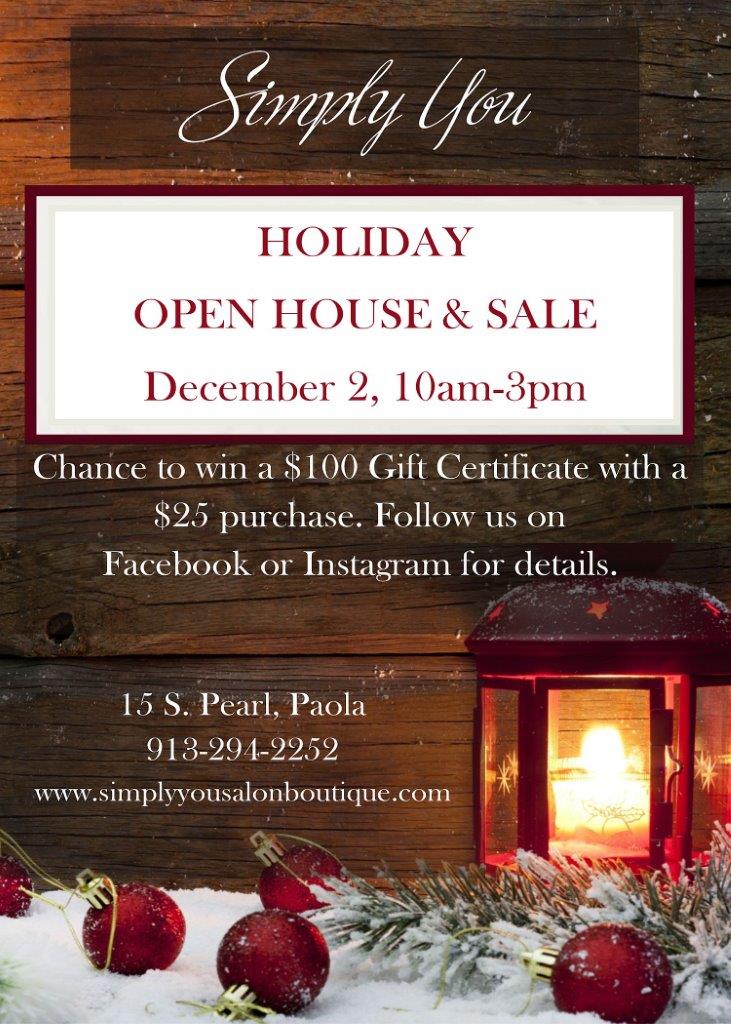 Simply You
HOLIDAY
OPEN HOUSE & SALE
December 2, 10am-3pm
Chance to win a $100 Gift Certificate with a
$25 purchase. Follow us on
Facebook or Instagram for details.
15 S. Pearl, Paola
913-294-2252
www.simplyyousalonboutique.com